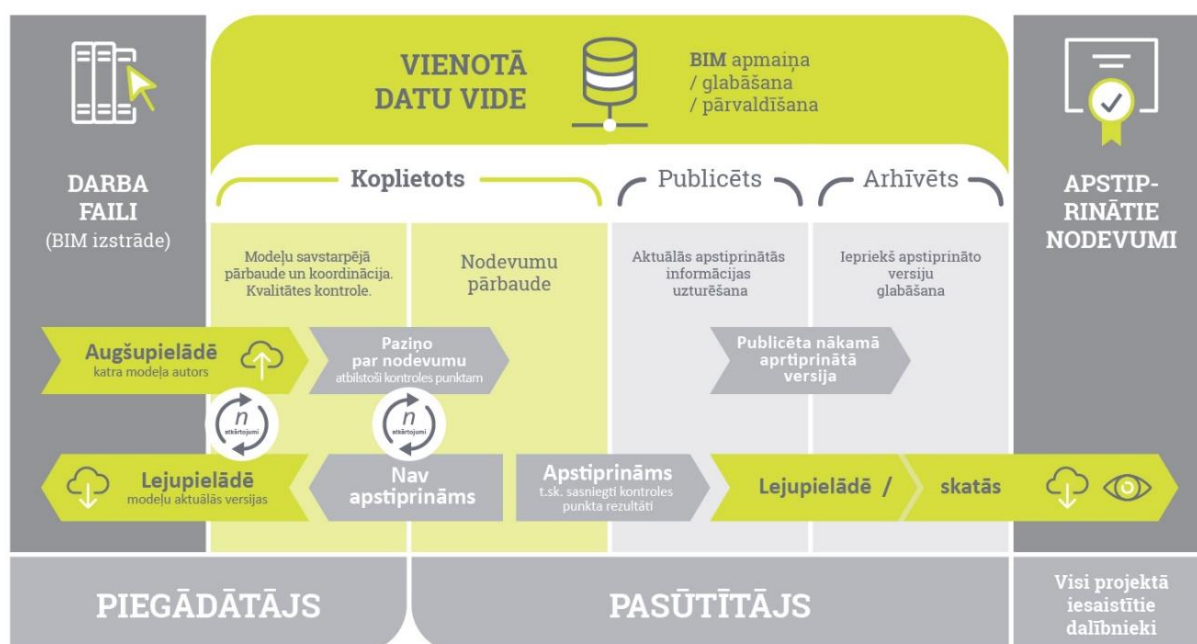 DARBA
FAILI
(BIM izstrāde)
VIENOTĀ
DATU VIDE
BIM apmaiņa
/ glabāšana
/ pārvaldīšana
APSTIP-
RINĀTIE
NODEVUMI
Koplietots
Publicēts
Arhīvēts
Modeļu savstarpējā
pārbaude un koordinācija.
Kvalitātes kontrole.
Nodevumu
pārbaude
Aktuālās apstiprinātās
informācijas
uzturēšana
Iepriekš apstiprināto
versiju
glabāšana
Augšupielādē
katra modeļa autors
Paziņo
par nodevumu
atbilstoši kontroles punktam
Publicēta nākamā
aprtiprinātā
versija
n
atkārtojumi
n
atkārtojumi
Lejupielādē
modeļu aktuālās versijas
Nav
apstiprināms
Apstiprināms
t.sk. sasniegti kontroles
punkta rezultāti
Lejupielādē /
skatās
PIEGĀDĀTĀJS
PASŪTĪTĀJS
Visi projektā
iesaistītie
dalībnieki